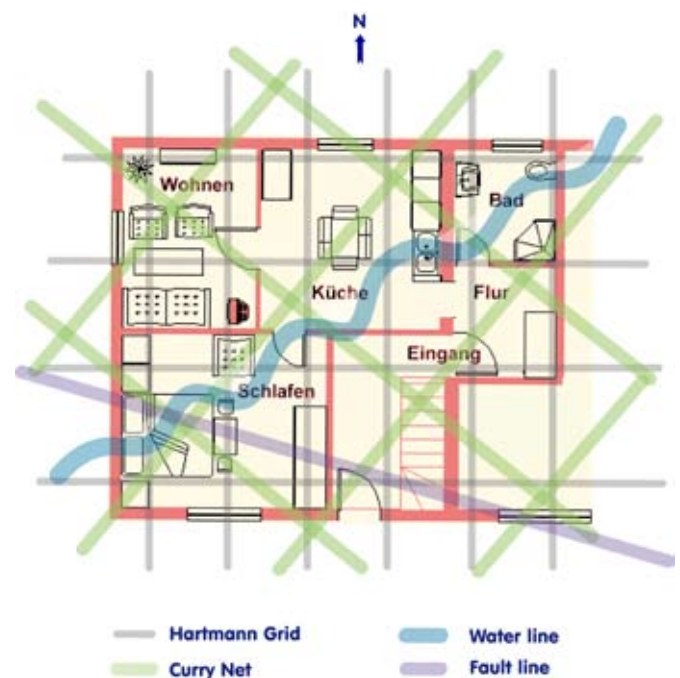 N
Wohnen
Bad
Küche
Flur
Eingang
Schlafen
Hartmann Grid
Water line
Curry Net
Fault line